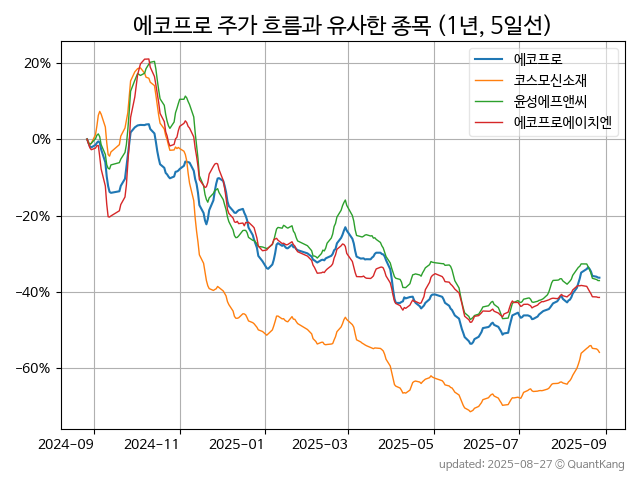 에코프로 주가 흐름과 유사한 종목 (1년, 5일선)
에코프로
코스모신소재
윤성에프앤씨
에코프로에이치엔
20%
0%
−20%
−40%
−60%
2024-09 2024-11 2025-01 2025-03 2025-05 2025-07 2025-09
updated: 2025-08-27 © QuantKang